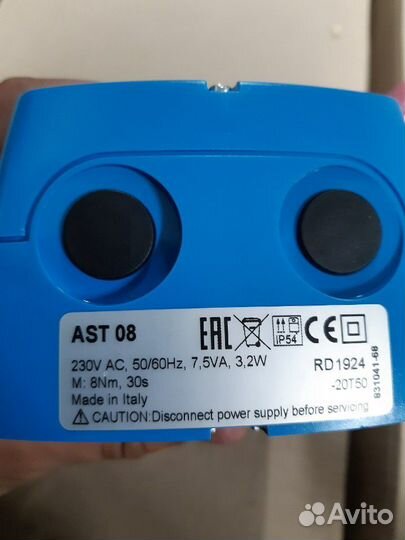 AST 08
EAC
IP54
CE
230V AC, 50/60Hz, 7,5VA, 3,2W
RD1924
M: 8Nm, 30s
-20T50
Made in Italy
CAUTION:Disconnect power supply before servicing
831041-68
Avito